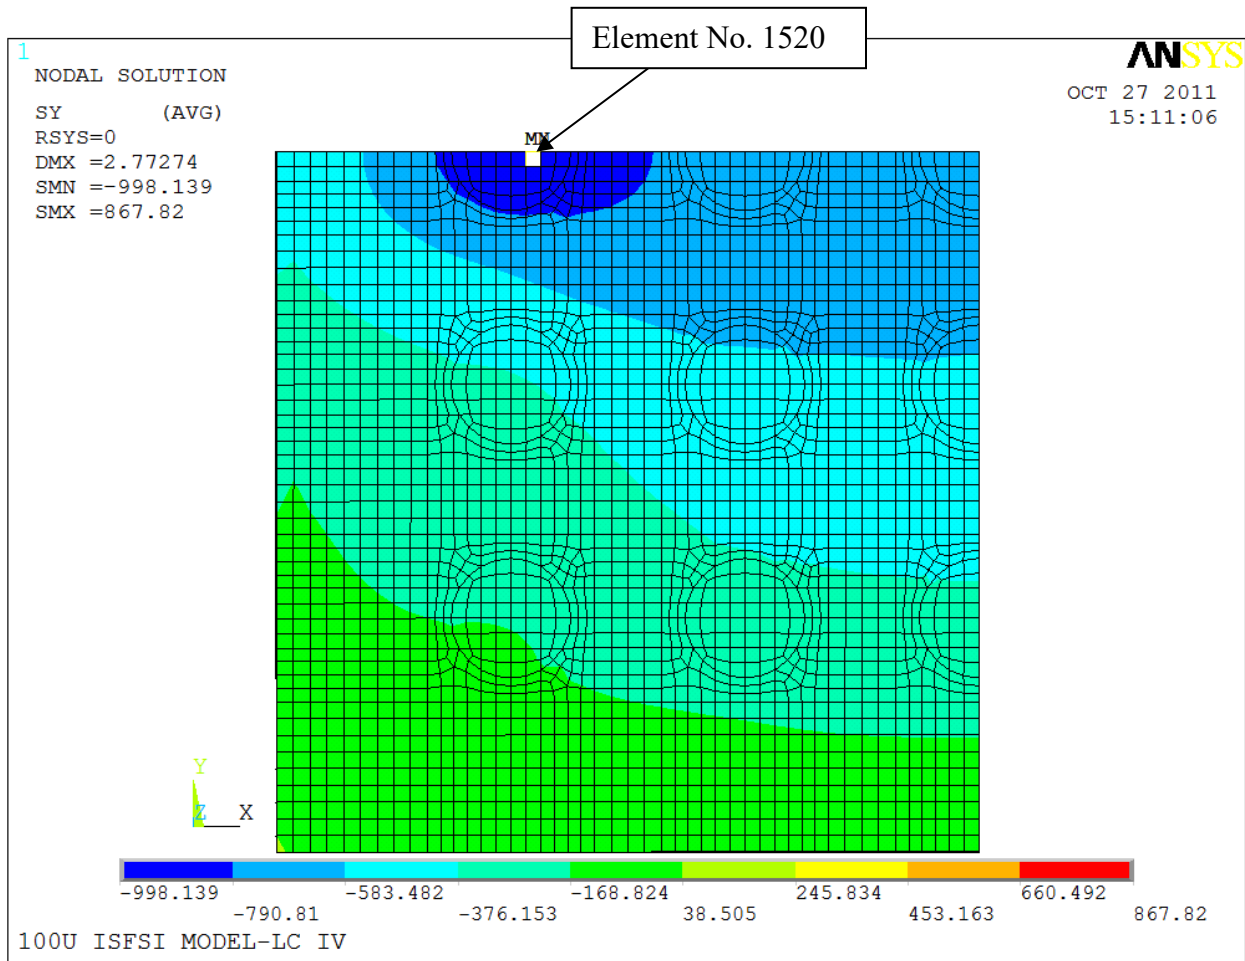 Element No. 1520
1
ANSYS
NODAL SOLUTION
OCT 27 2011
15:11:06
SY (AVG)
RSYS=0
DMX =2.77274
SMN =-998.139
SMX =867.82
MN
Y
Z X
-998.139 -583.482 -168.824 245.834 660.492
-790.81 -376.153 38.505 453.163 867.82
100U ISFSI MODEL-LC IV